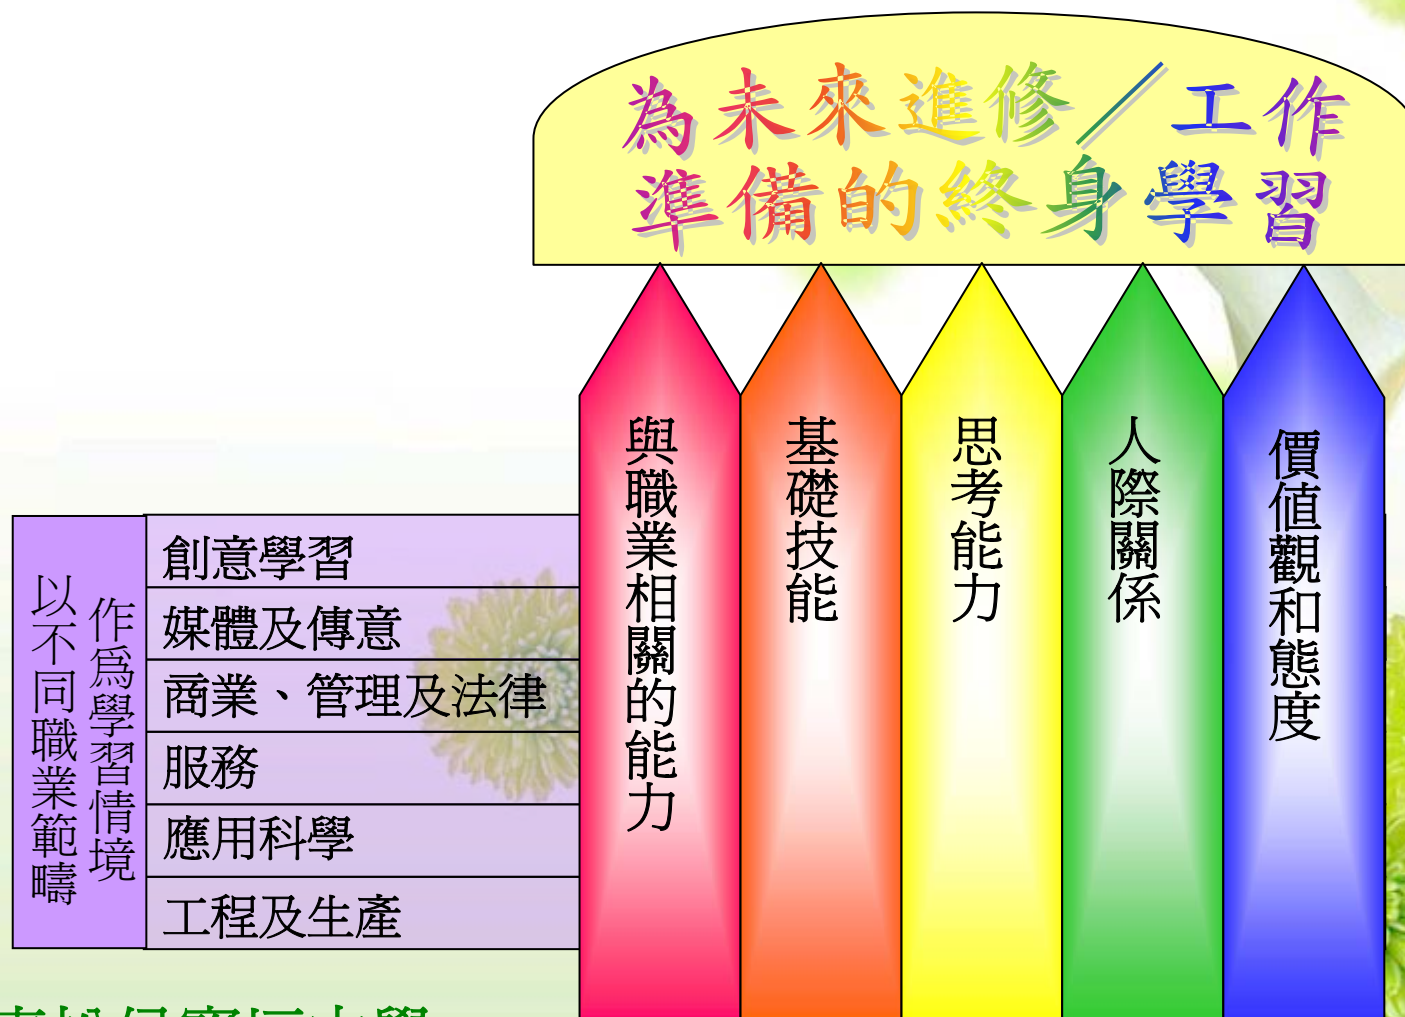 為未來進修／工作
準備的終身學習
與職業相關的能力
基礎技能
思考能力
人際關係
價值觀和態度
以不同職業範疇
作為學習情境
創意學習
媒體及傳意
商業、管理及法律
服務
應用科學
工程及生產